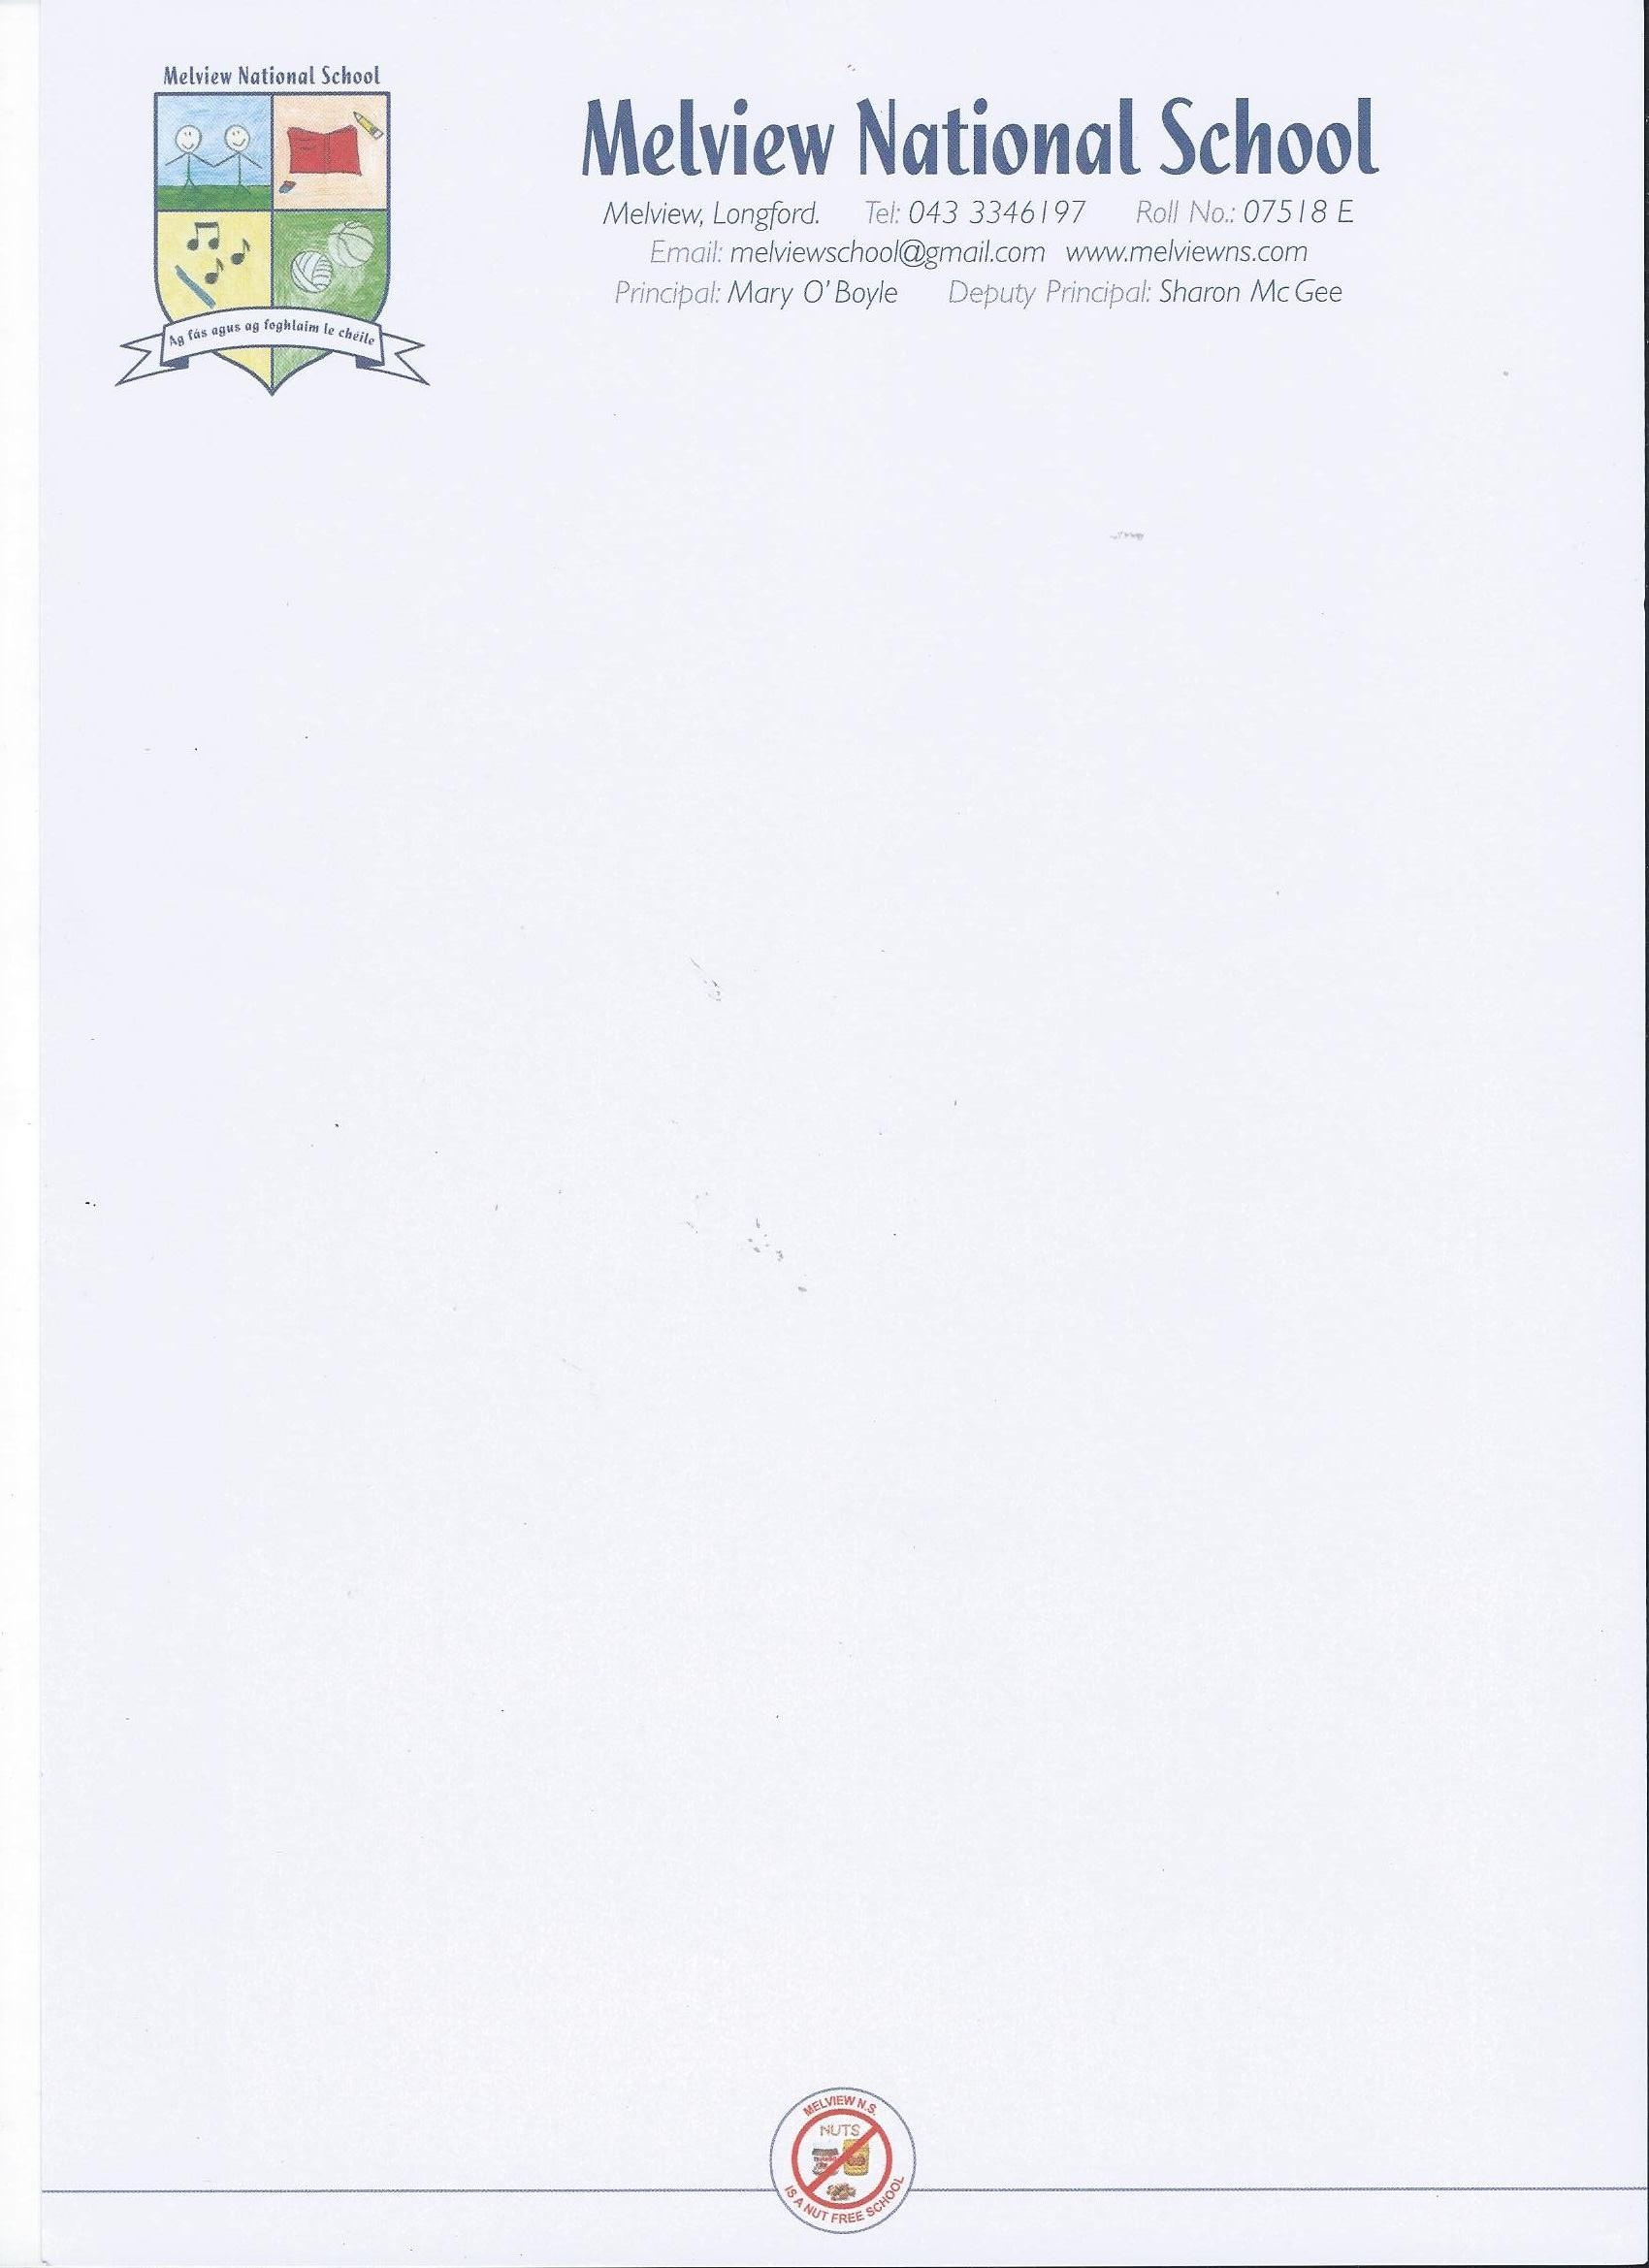 Melview National School
Melview National School
Melview, Longford. Tel: 043 3346197 Roll No.: 07518 E
Email: melviewschool@gmail.com www.melviewns.com
Principal: Mary O'Boyle Deputy Principal: Sharon Mc Gee
Ag fás agus ag foghlaim le chéile
MELVIEW N.S.
NUTS
IS A NUT FREE SCHOOL